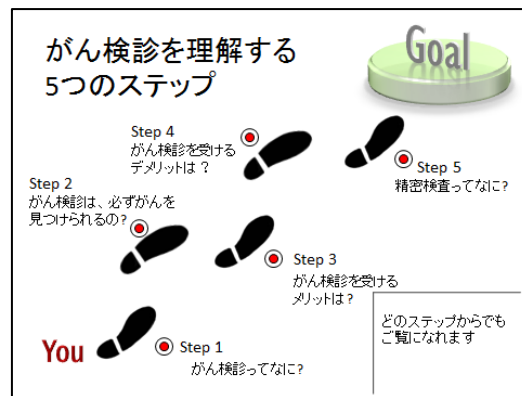 がん検診を理解する
5つのステップ
Goal
Step 4
がん検診を受ける
デメリットは？
Step 5
精密検査ってなに?
Step 2
がん検診は、必ずがんを
見つけられるの?
Step 3
がん検診を受ける
メリットは？
You
Step 1
がん検診ってなに?
どのステップからでも
ご覧になれます